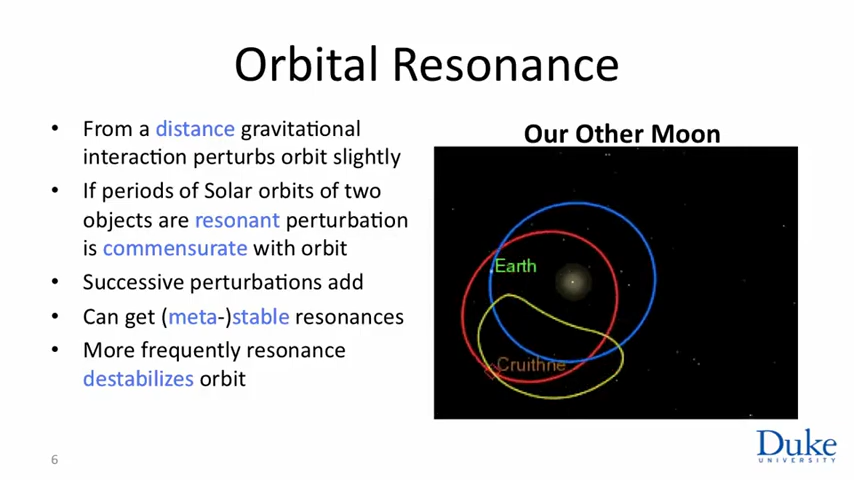 Orbital Resonance
• From a distance gravitational
interaction perturbs orbit slightly
• If periods of Solar orbits of two
objects are resonant perturbation
is commensurate with orbit
• Successive perturbations add
• Can get (meta-)stable resonances
• More frequently resonance
destabilizes orbit
Our Other Moon
Earth
Cruithne
6
Duke
UNIVERSITY